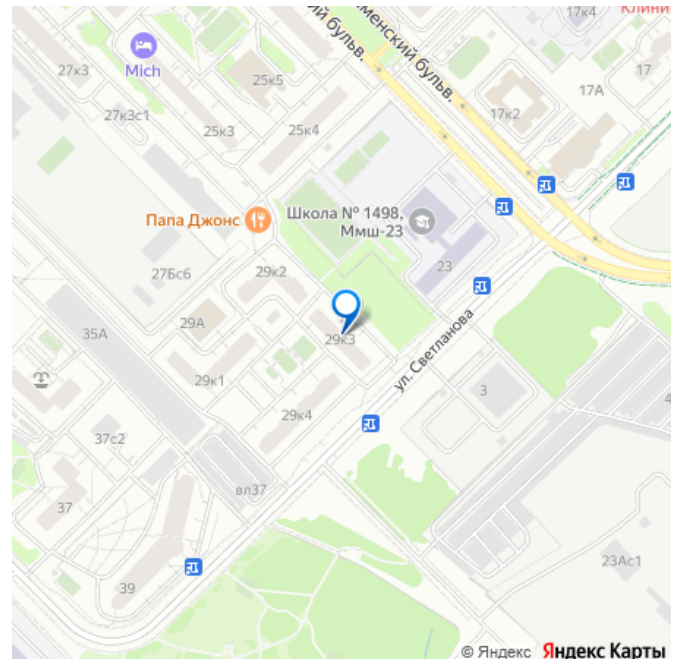 17к4
Клини
менский бульв.
ый бульв.
27к3
Mich
25к5
17А
17
27к3с1
17к2
25к3
25к4
Папа Джонс
Школа № 1498,
Ммш-23
23
27Бс6
29к2
29А
35А
29к3
ул. Светланова
29к1
3
4
29к4
37с2
вл37
37
23Ас1
39
© Яндекс Яндекс Карты